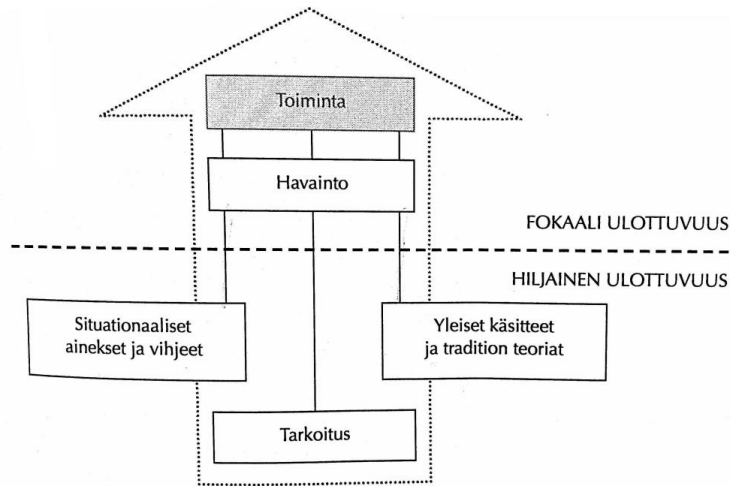 Toiminta
Havainto
FOKAALI ULOTTUVUUS
HILJAINEN ULOTTUVUUS
Situationaaliset
ainekset ja vihjeet
Yleiset käsitteet
ja tradition teoriat
Tarkoitus